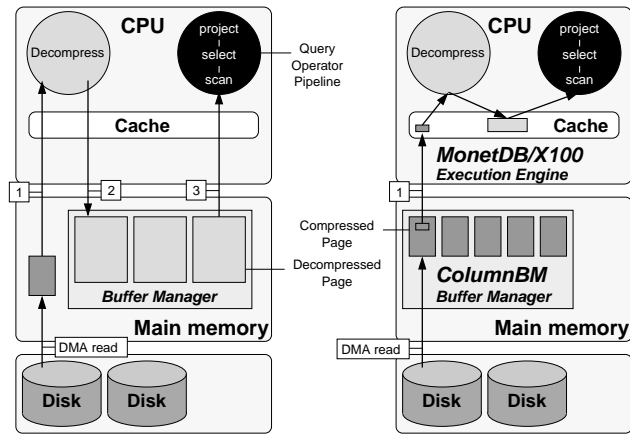 CPU
Decompress
project
select
scan
Query
Operator
Pipeline
Cache
1
2
3
Compressed
Page
Decompressed
Page
Buffer Manager
Main memory
DMA read
Disk
Disk
CPU
Decompress
project
select
scan
Cache
MonetDB/X100
Execution Engine
1
ColumnBM
Buffer Manager
Main memory
DMA read
Disk
Disk